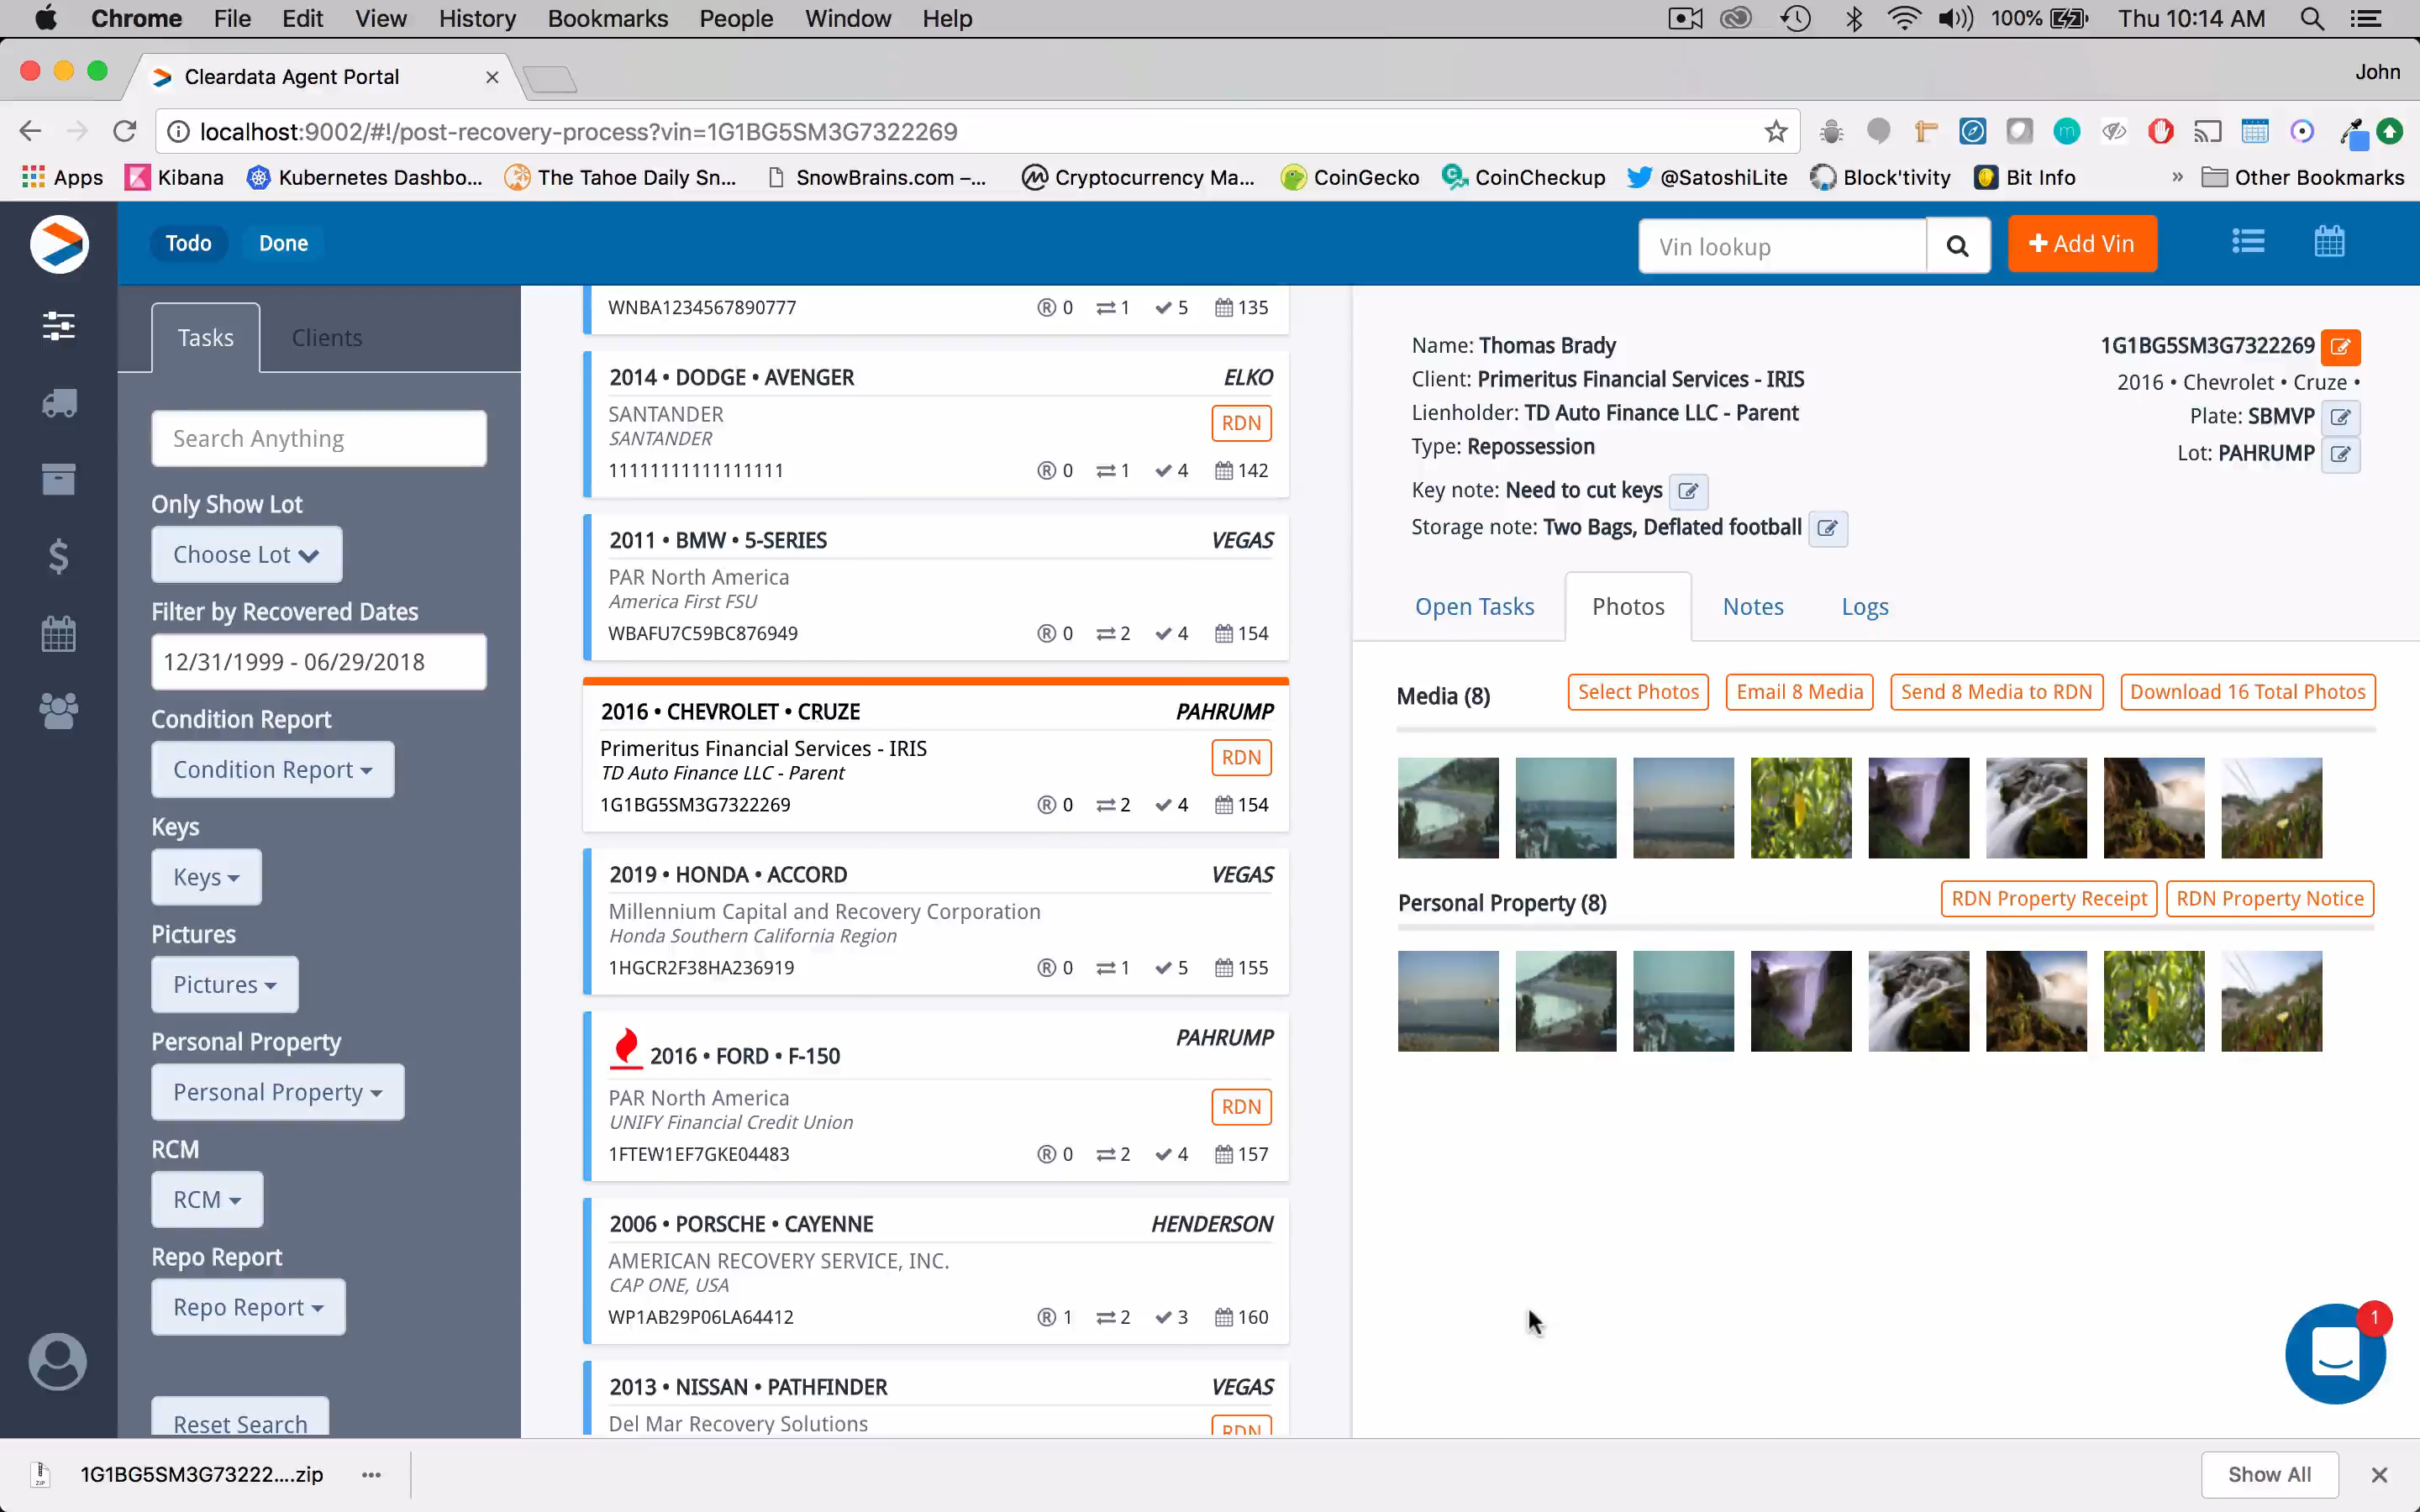 Chrome File Edit View History Bookmarks People Window Help 100% Thu 10:14 AM
Cleardata Agent Portal John
localhost:9002/#!/post-recovery-process?vin=1G1BG5SM3G7322269
Apps Kibana Kubernetes Dashbo... The Tahoe Daily Sn... SnowBrains.com –... Cryptocurrency Ma... CoinGecko CoinCheckup @SatoshiLite Block'tivity Bit Info » Other Bookmarks
Todo Done Vin lookup Add Vin
Tasks Clients
Search Anything
Only Show Lot
Choose Lot
Filter by Recovered Dates
12/31/1999 - 06/29/2018
Condition Report
Condition Report
Keys
Keys
Pictures
Pictures
Personal Property
Personal Property
RCM
RCM
Repo Report
Repo Report
Reset Search
WNBA1234567890777 ® 0 1 5 135
2014 • DODGE • AVENGER ELKO
SANTANDER RDN
SANTANDER
11111111111111111 ® 0 1 4 142
2011 • BMW • 5-SERIES VEGAS
PAR North America
America First FSU
WBAFU7C59BC876949 ® 0 2 4 154
2016 • CHEVROLET • CRUZE PAHRUMP
Primeritus Financial Services - IRIS RDN
TD Auto Finance LLC - Parent
1G1BG5SM3G7322269 ® 0 2 4 154
2019 • HONDA • ACCORD VEGAS
Millennium Capital and Recovery Corporation
Honda Southern California Region
1HGCR2F38HA236919 ® 0 1 5 155
2016 • FORD • F-150 PAHRUMP
PAR North America RDN
UNIFY Financial Credit Union
1FTEW1EF7GKE04483 ® 0 2 4 157
2006 • PORSCHE • CAYENNE HENDERSON
AMERICAN RECOVERY SERVICE, INC.
CAP ONE, USA
WP1AB29P06LA64412 ® 1 2 3 160
2013 • NISSAN • PATHFINDER VEGAS
Del Mar Recovery Solutions RDN
Name: Thomas Brady 1G1BG5SM3G7322269
Client: Primeritus Financial Services - IRIS 2016 • Chevrolet • Cruze •
Lienholder: TD Auto Finance LLC - Parent Plate: SBMVP
Type: Repossession Lot: PAHRUMP
Key note: Need to cut keys
Storage note: Two Bags, Deflated football
Open Tasks Photos Notes Logs
Media (8) Select Photos Email 8 Media Send 8 Media to RDN Download 16 Total Photos
Personal Property (8) RDN Property Receipt RDN Property Notice
1
1G1BG5SM3G73222....zip Show All